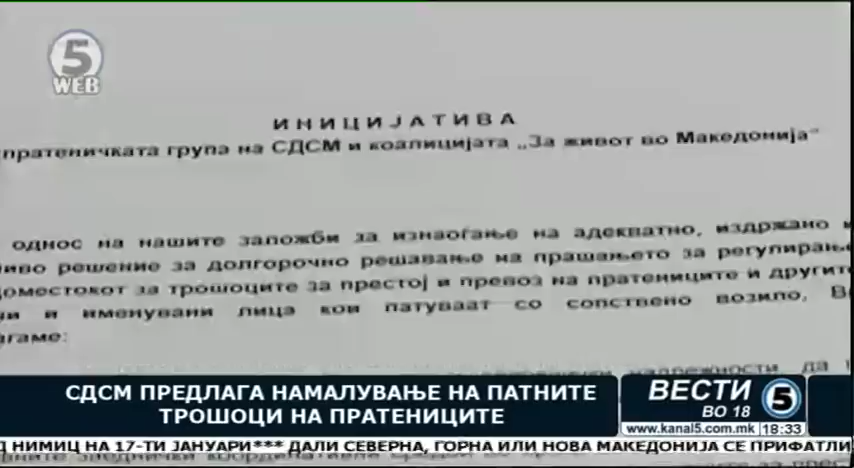 5
WEB
ИНИЦИЈАТИВА
пратеничката група на СДСМ и коалицијата „За живот во Македонија“
однос на нашите заложби за изнаоѓање на адекватно, издржано и
решение за долгорочно решавање на прашањето за регулирање
за трошоците за престој и превоз на пратениците и другите
и именувани лица кои патуваат со сопствено возило,
СДСМ ПРЕДЛАГА НАМАЛУВАЊЕ НА ПАТНИТЕ
ТРОШОЦИ НА ПРАТЕНИЦИТЕ
ВЕСТИ 5
ВО 18
www.kanal5.com.mk 18:33
НИМИЦ НА 17-ТИ ЈАНУАРИ*** ДАЛИ СЕВЕРНА, ГОРНА ИЛИ НОВА МАКЕДОНИЈА СЕ ПРИФАТЛИ